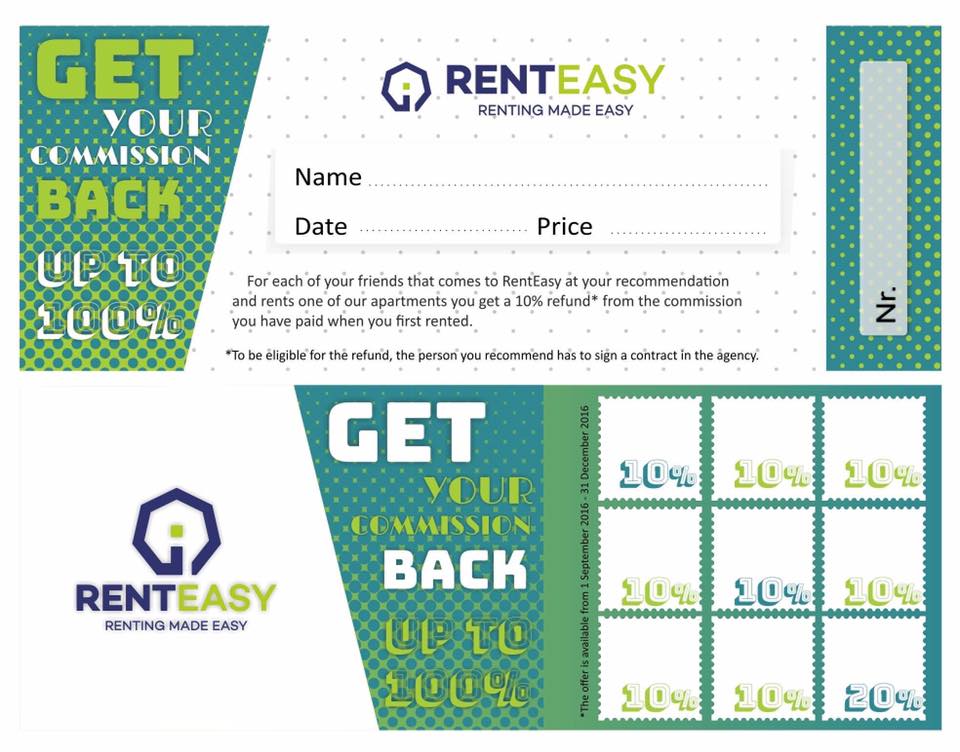 GET
YOUR
COMMISSION
BACK
UP TO
100%
RENTEASY
RENTING MADE EASY
Name
Date Price
For each of your friends that comes to RentEasy at your recommendation
and rents one of our apartments you get a 10% refund* from the commission
you have paid when you first rented.
*To be eligible for the refund, the person you recommend has to sign a contract in the agency.
Nr.
RENTEASY
RENTING MADE EASY
GET
YOUR
COMMISSION
BACK
UP TO
100%
*The offer is available from 1 September 2016 - 31 December 2016
10% 10% 10%
10% 10% 10%
10% 10% 20%